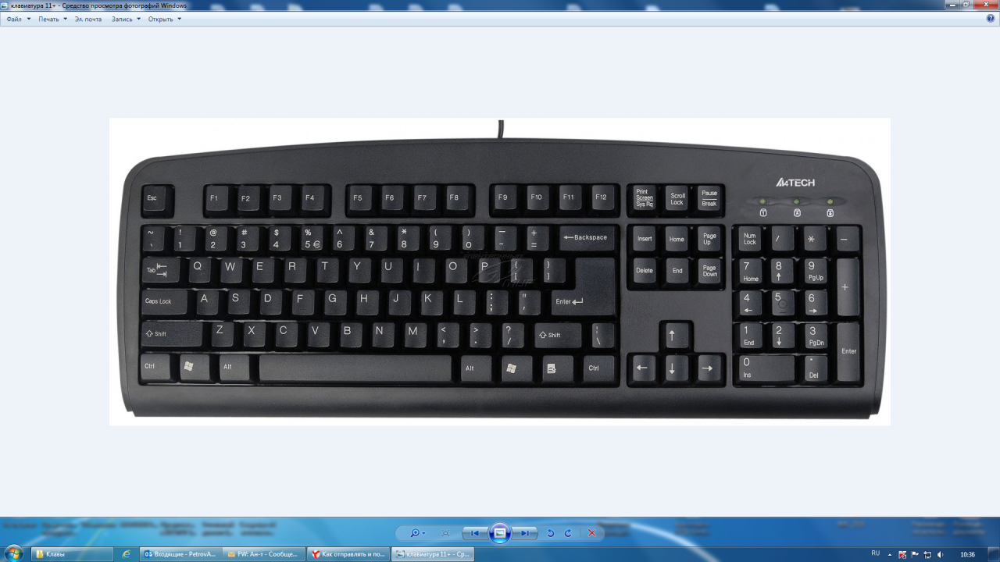 клавиатура 11+ - Средство просмотра фотографий Windows
Файл Печать Эл. почта Запись Открыть
A4TECH
Esc F1 F2 F3 F4 F5 F6 F7 F8 F9 F10 F11 F12 Print Screen Sys Rq Scroll Lock Pause Break
~ ! @ # $ % ^ & * ( ) — +
` 1 2 3 4 5 € 6 7 8 9 0 - = ←Backspace Insert Home Page Up Num Lock / * −
Tab Q W E R T Y U I O P { [ } ] Delete End Page Down 7 Home 8 ↑ 9 PgUp +
Caps Lock A S D F G H J K L : ; " ' Enter 4 ← 5 6 →
⇧ Shift Z X C V B N M < , > . ? / ⇧ Shift ¦ \ ↑ 1 End 2 ↓ 3 PgDn Enter
Ctrl Alt Alt Ctrl ← ↓ → 0 Ins . Del
Клавы
Входящие - PetrovA...
FW: Ан-т - Сообще...
Как отправлять и по...
клавиатура 11+ - Ср...
RU
10:36